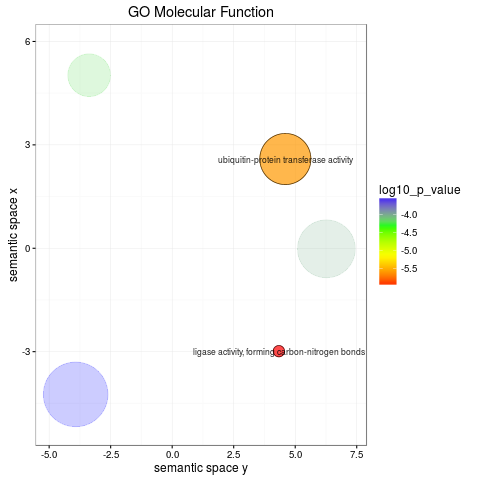 GO Molecular Function
6
3
0
-3
semantic space x
ubiquitin-protein transferase activity
ligase activity, forming carbon-nitrogen bonds
-5.0 -2.5 0.0 2.5 5.0 7.5
semantic space y
log10_p_value
-4.0
-4.5
-5.0
-5.5